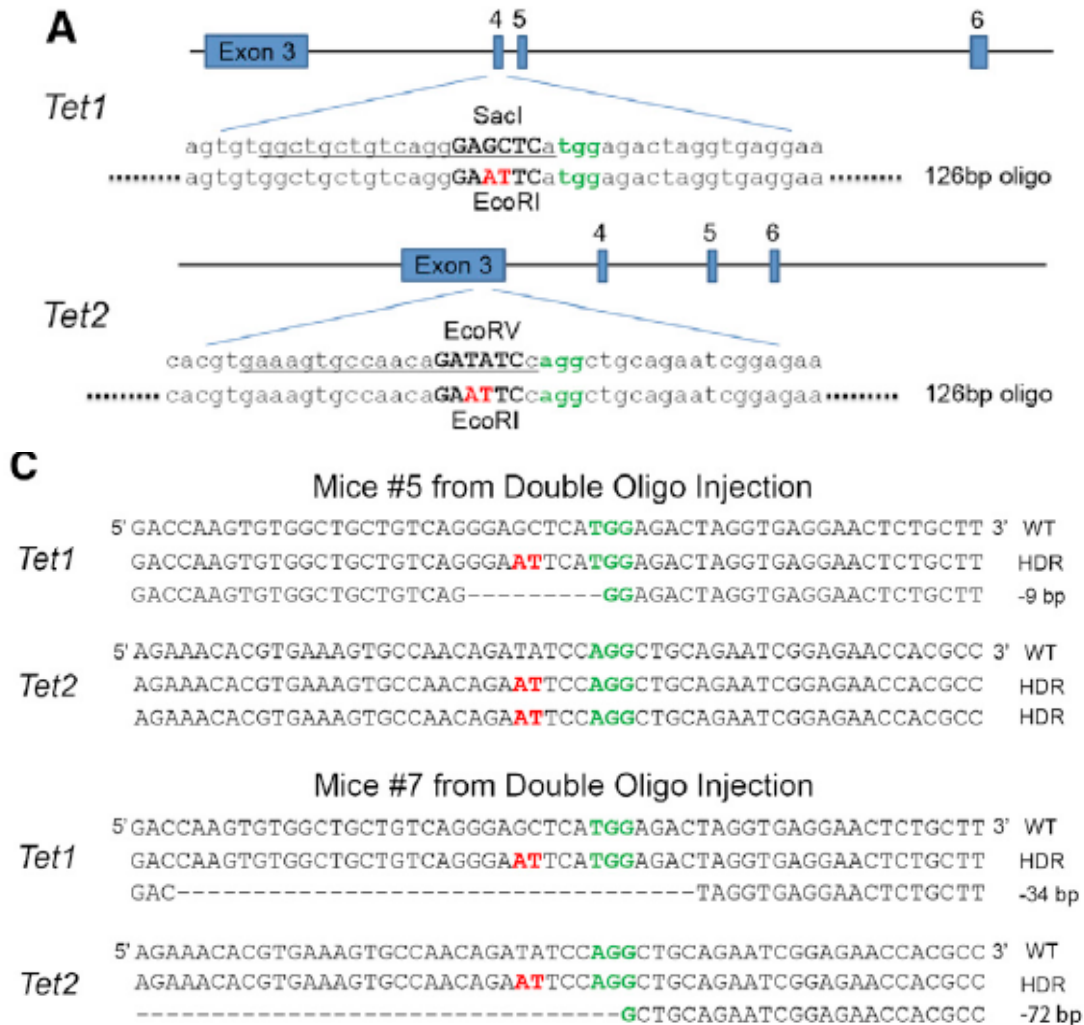 A
4 5 6
Exon 3
Tet1
SacI
agtgtggctgctgtcaggGAGCTCatggagactaggtgaggaa
agtgtggctgctgtcaggGAATTCatggagactaggtgaggaa 126bp oligo
EcoRI
4 5 6
Exon 3
Tet2
EcoRV
cacgtgaaagtgccaacaGATATCcaggctgcagaatcggagaa
cacgtgaaagtgccaacaGAATTCcaggctgcagaatcggagaa 126bp oligo
EcoRI
C
Mice #5 from Double Oligo Injection
5' GACCAAGTGTGGCTGCTGTCAGGGAGCTCATGGAGACTAGGTGAGGAACTCTGCTT 3' WT
Tet1 GACCAAGTGTGGCTGCTGTCAGGGAATTCATGGAGACTAGGTGAGGAACTCTGCTT HDR
GACCAAGTGTGGCTGCTGTCAG---------GGAGACTAGGTGAGGAACTCTGCTT -9 bp
5' AGAAACACGTGAAAGTGCCAACAGATATCCAGGCTGCAGAATCGGAGAACCACGCC 3' WT
Tet2 AGAAACACGTGAAAGTGCCAACAGAATTCCAGGCTGCAGAATCGGAGAACCACGCC HDR
AGAAACACGTGAAAGTGCCAACAGAATTCCAGGCTGCAGAATCGGAGAACCACGCC HDR
Mice #7 from Double Oligo Injection
5' GACCAAGTGTGGCTGCTGTCAGGGAGCTCATGGAGACTAGGTGAGGAACTCTGCTT 3' WT
Tet1 GACCAAGTGTGGCTGCTGTCAGGGAATTCATGGAGACTAGGTGAGGAACTCTGCTT HDR
GAC----------------------------------TAGGTGAGGAACTCTGCTT -34 bp
5' AGAAACACGTGAAAGTGCCAACAGATATCCAGGCTGCAGAATCGGAGAACCACGCC 3' WT
Tet2 AGAAACACGTGAAAGTGCCAACAGAATTCCAGGCTGCAGAATCGGAGAACCACGCC HDR
--------------------------------GCTGCAGAATCGGAGAACCACGCC -72 bp